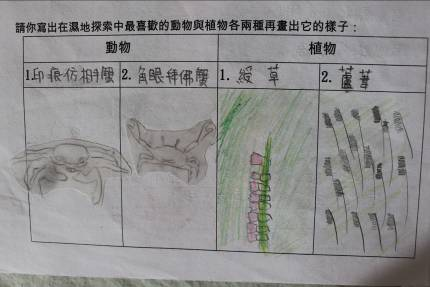 請你寫出在濕地探索中最喜歡的動物與植物各兩種再畫出它的樣子：
動物 植物
1.印痕仿相手蟹 2.角眼拜佛蟹 1.綬草 2.蘆葦